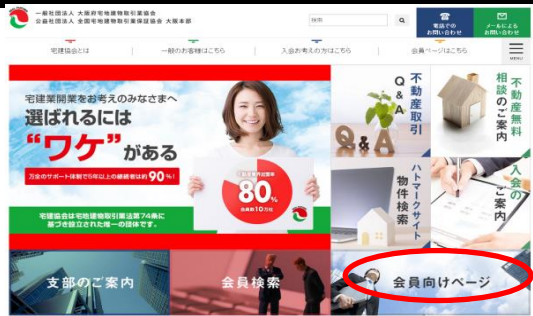 一般社団法人 大阪府宅地建物取引業協会
公益社団法人 全国宅地建物取引業保証協会 大阪本部
検索
電話での
お問い合わせ
メールによる
お問い合わせ
宅建協会とは
一般のお客様はこちら
入会お考えの方はこちら
会員ページはこちら
MENU
宅建業開業をお考えのみなさまへ
選ばれるには
“ワケ”がある
万全のサポート体制で5年以上の継続者は約90%!
80%
会員数10万社
宅建協会は宅地建物取引業法第74条に
基づき設立された唯一の団体です。
不動産取引
Q&A
Q&A
不動産無料
相談のご案内
ハトマークサイト
物件検索
入会の
ご案内
支部のご案内
会員検索
会員向けページ